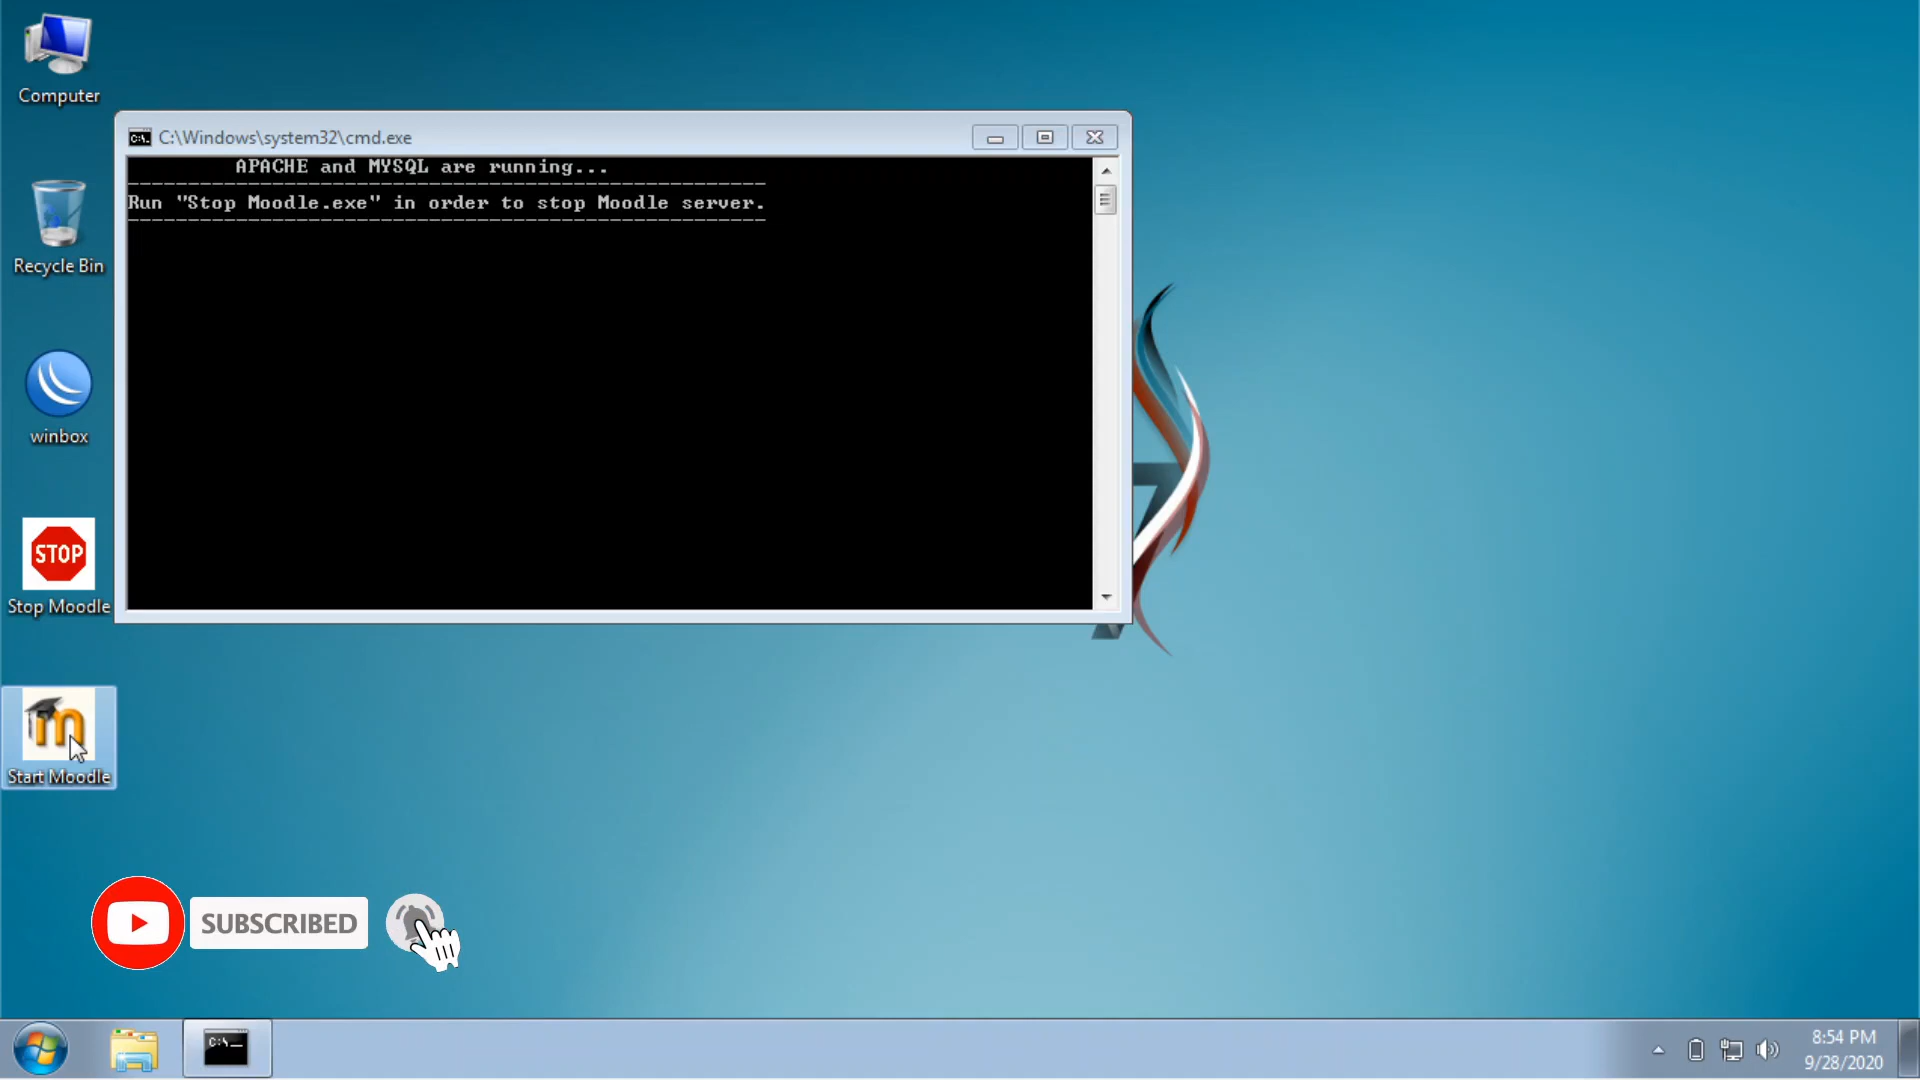 Computer
C:\Windows\system32\cmd.exe
APACHE and MYSQL are running...
Run "Stop Moodle.exe" in order to stop Moodle server.
Recycle Bin
winbox
STOP
Stop Moodle
7
m
Start Moodle
SUBSCRIBED
C:\_
8:54 PM
9/28/2020